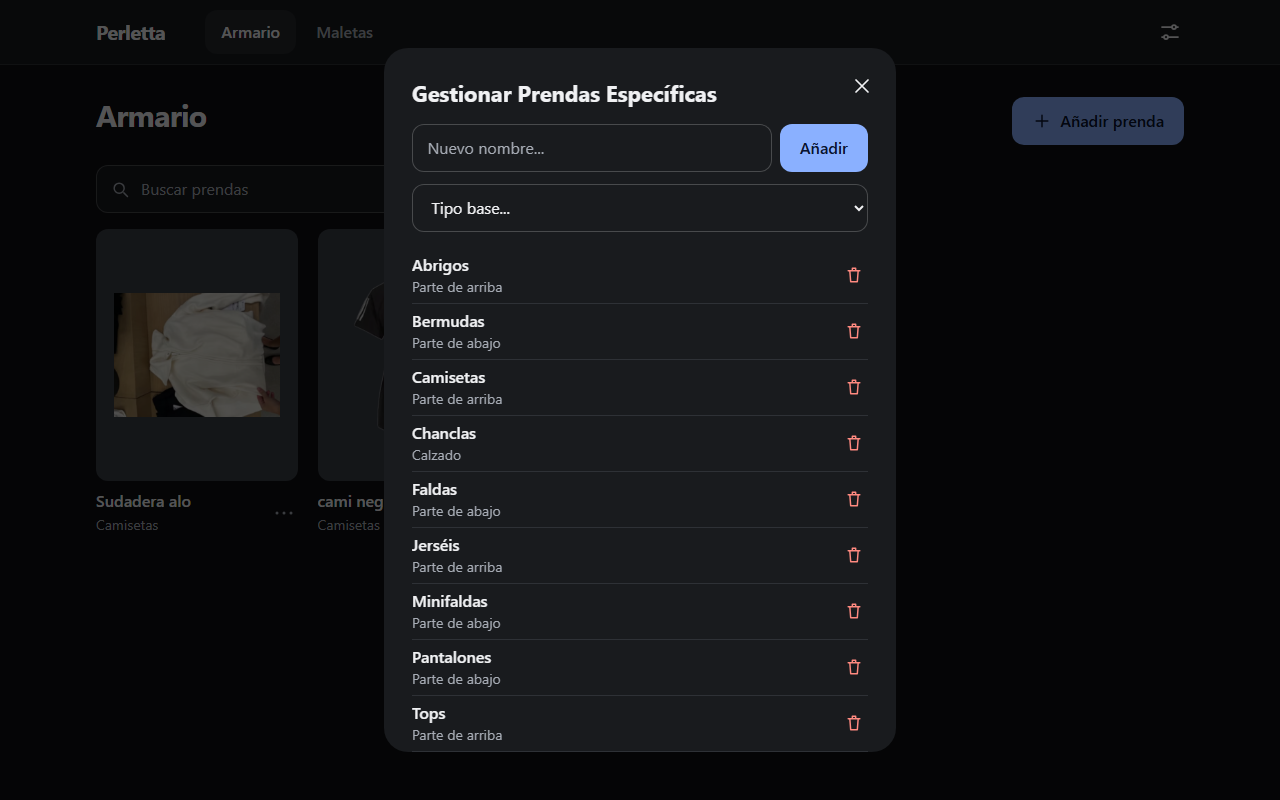 Perletta
Armario
Maletas
Armario
Añadir prenda
Buscar prendas
Sudadera alo
Camisetas
cami neg
Camisetas
Gestionar Prendas Específicas
Nuevo nombre...
Añadir
Tipo base...
Abrigos
Parte de arriba
Bermudas
Parte de abajo
Camisetas
Parte de arriba
Chanclas
Calzado
Faldas
Parte de abajo
Jerséis
Parte de arriba
Minifaldas
Parte de abajo
Pantalones
Parte de abajo
Tops
Parte de arriba